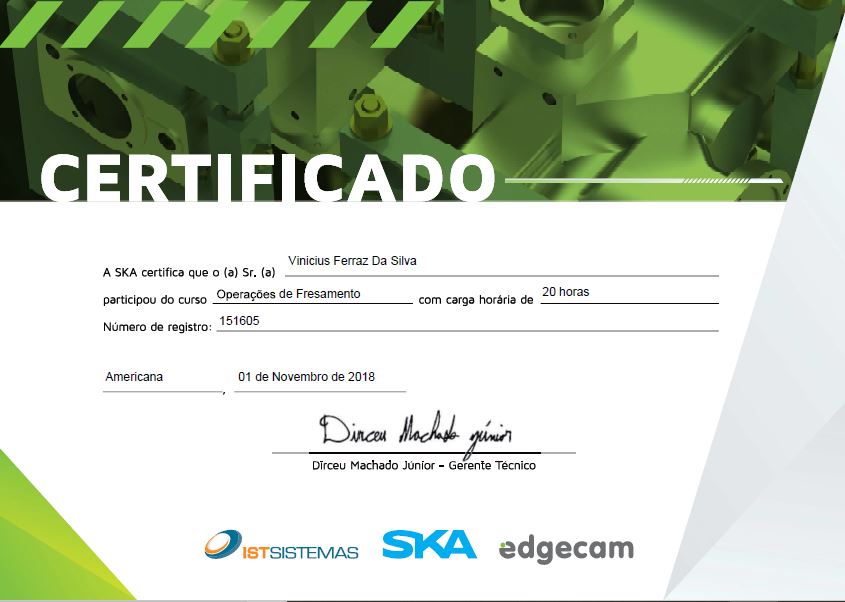 CERTIFICADO
A SKA certifica que o (a) Sr. (a) Vinicius Ferraz Da Silva
participou do curso Operações de Fresamento com carga horária de 20 horas
Número de registro: 151605
Americana, 01 de Novembro de 2018
Dirceu Machado Júnior
Dirceu Machado Júnior – Gerente Técnico
ISTSISTEMAS SKA edgecam